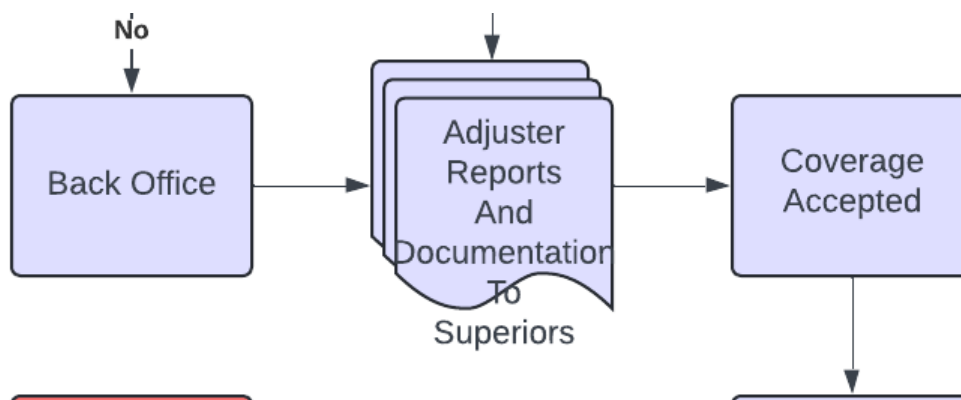 No
Back Office
Adjuster
Reports
And
Documentation
To
Superiors
Coverage
Accepted